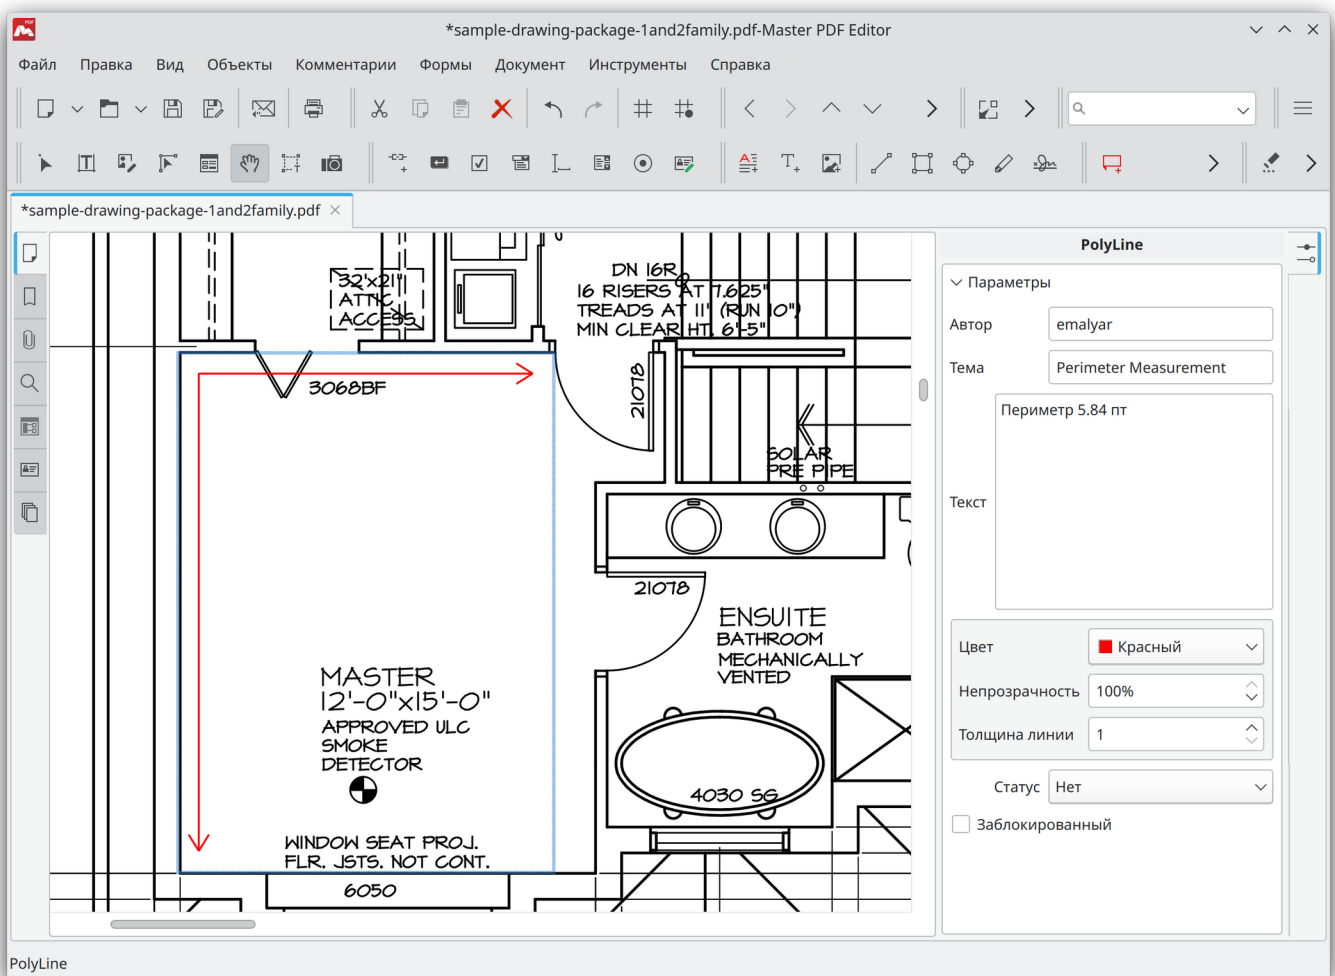 *sample-drawing-package-1and2family.pdf-Master PDF Editor
Файл Правка Вид Объекты Комментарии Формы Документ Инструменты Справка
*sample-drawing-package-1and2family.pdf
32'x21"
ATTIC
ACCESS
DN 16R
16 RISERS AT 7.625"
TREADS AT 11' (RUN 10")
MIN CLEAR HT. 6'-5"
3068BF
21078
SOLAR
PRE PIPE
21078
ENSUITE
BATHROOM
MECHANICALLY
VENTED
MASTER
12'-0"x15'-0"
APPROVED ULC
SMOKE
DETECTOR
4030 SG
WINDOW SEAT PROJ.
FLR. JSTS. NOT CONT.
6050
PolyLine
Параметры
Автор emalyar
Тема Perimeter Measurement
Текст Периметр 5.84 пт
Цвет Красный
Непрозрачность 100%
Толщина линии 1
Статус Нет
Заблокированный
PolyLine